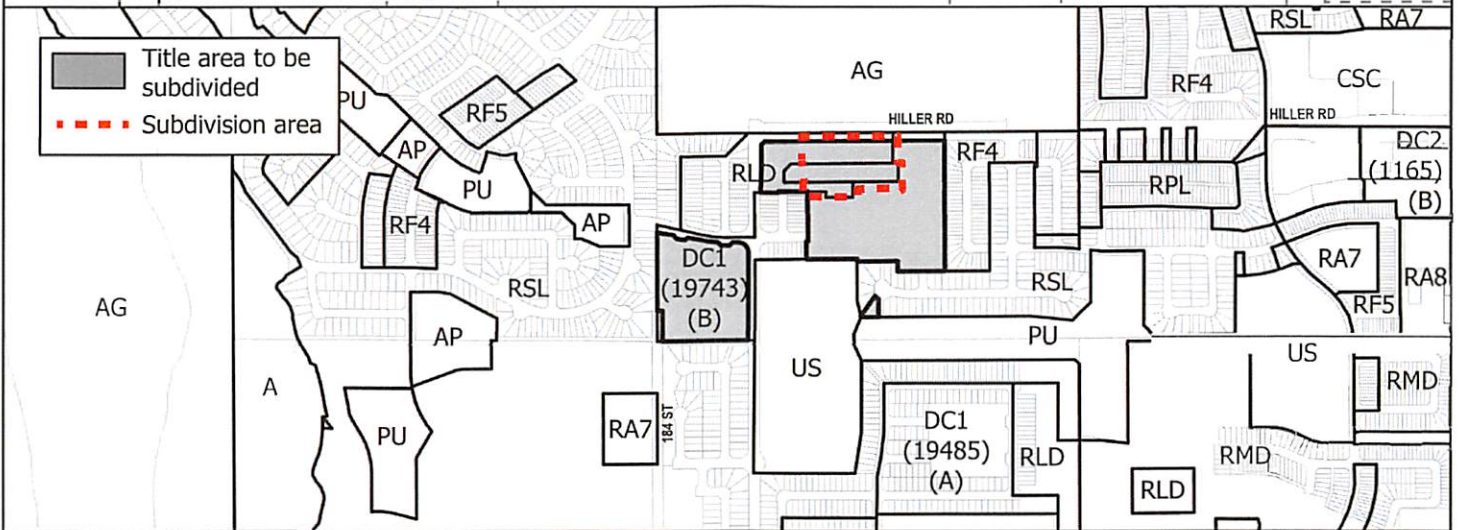 RSL
RA7
Title area to be
subdivided
Subdivision area
PU
RF5
AG
RF4
CSC
HILLER RD
HILLER RD
AP
PU
RLD
RF4
RPL
DC2
(1165)
(B)
RF4
AP
RSL
DC1
(19743)
(B)
RSL
RA7
RA8
RF5
AG
AP
PU
US
US
A
RMD
PU
RA7
184 ST
DC1
(19485)
(A)
RLD
RMD
RLD